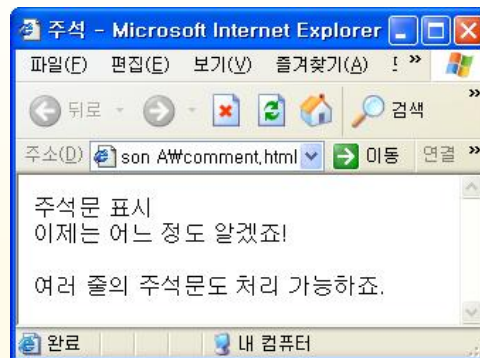 주석 - Microsoft Internet Explorer
파일(F) 편집(E) 보기(V) 즐겨찾기(A) »
뒤로 검색 »
주소(D) son A₩comment.html 이동 연결 »
주석문 표시
이제는 어느 정도 알겠죠!
여러 줄의 주석문도 처리 가능하죠.
완료 내 컴퓨터